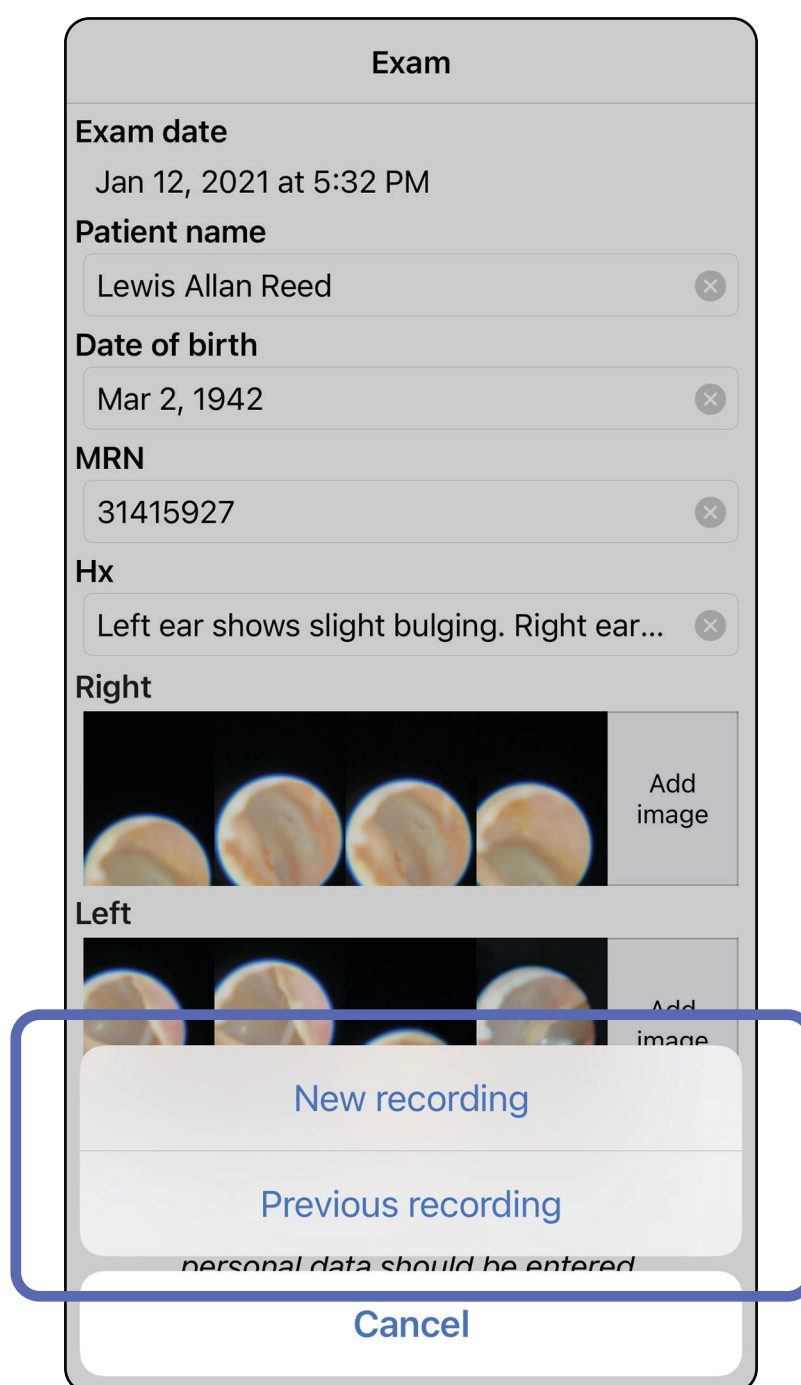 Exam
Exam date
Jan 12, 2021 at 5:32 PM
Patient name
Lewis Allan Reed
Date of birth
Mar 2, 1942
MRN
31415927
Hx
Left ear shows slight bulging. Right ear...
Right
Add
image
Left
Add
image
New recording
Previous recording
personal data should be entered
Cancel